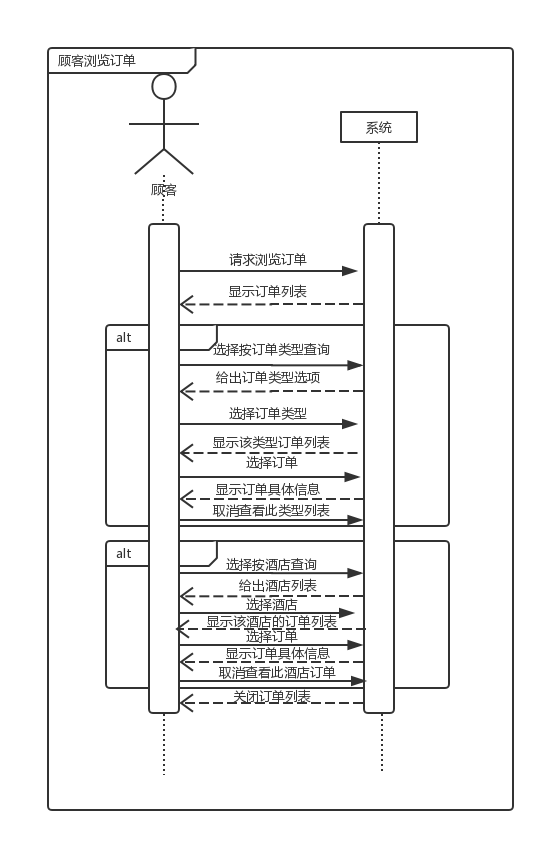 顾客浏览订单
系统
顾客
请求浏览订单
显示订单列表
alt
选择按订单类型查询
给出订单类型选项
选择订单类型
显示该类型订单列表
选择订单
显示订单具体信息
取消查看此类型列表
alt
选择按酒店查询
给出酒店列表
选择酒店
显示该酒店的订单列表
选择订单
显示订单具体信息
取消查看此酒店订单
关闭订单列表